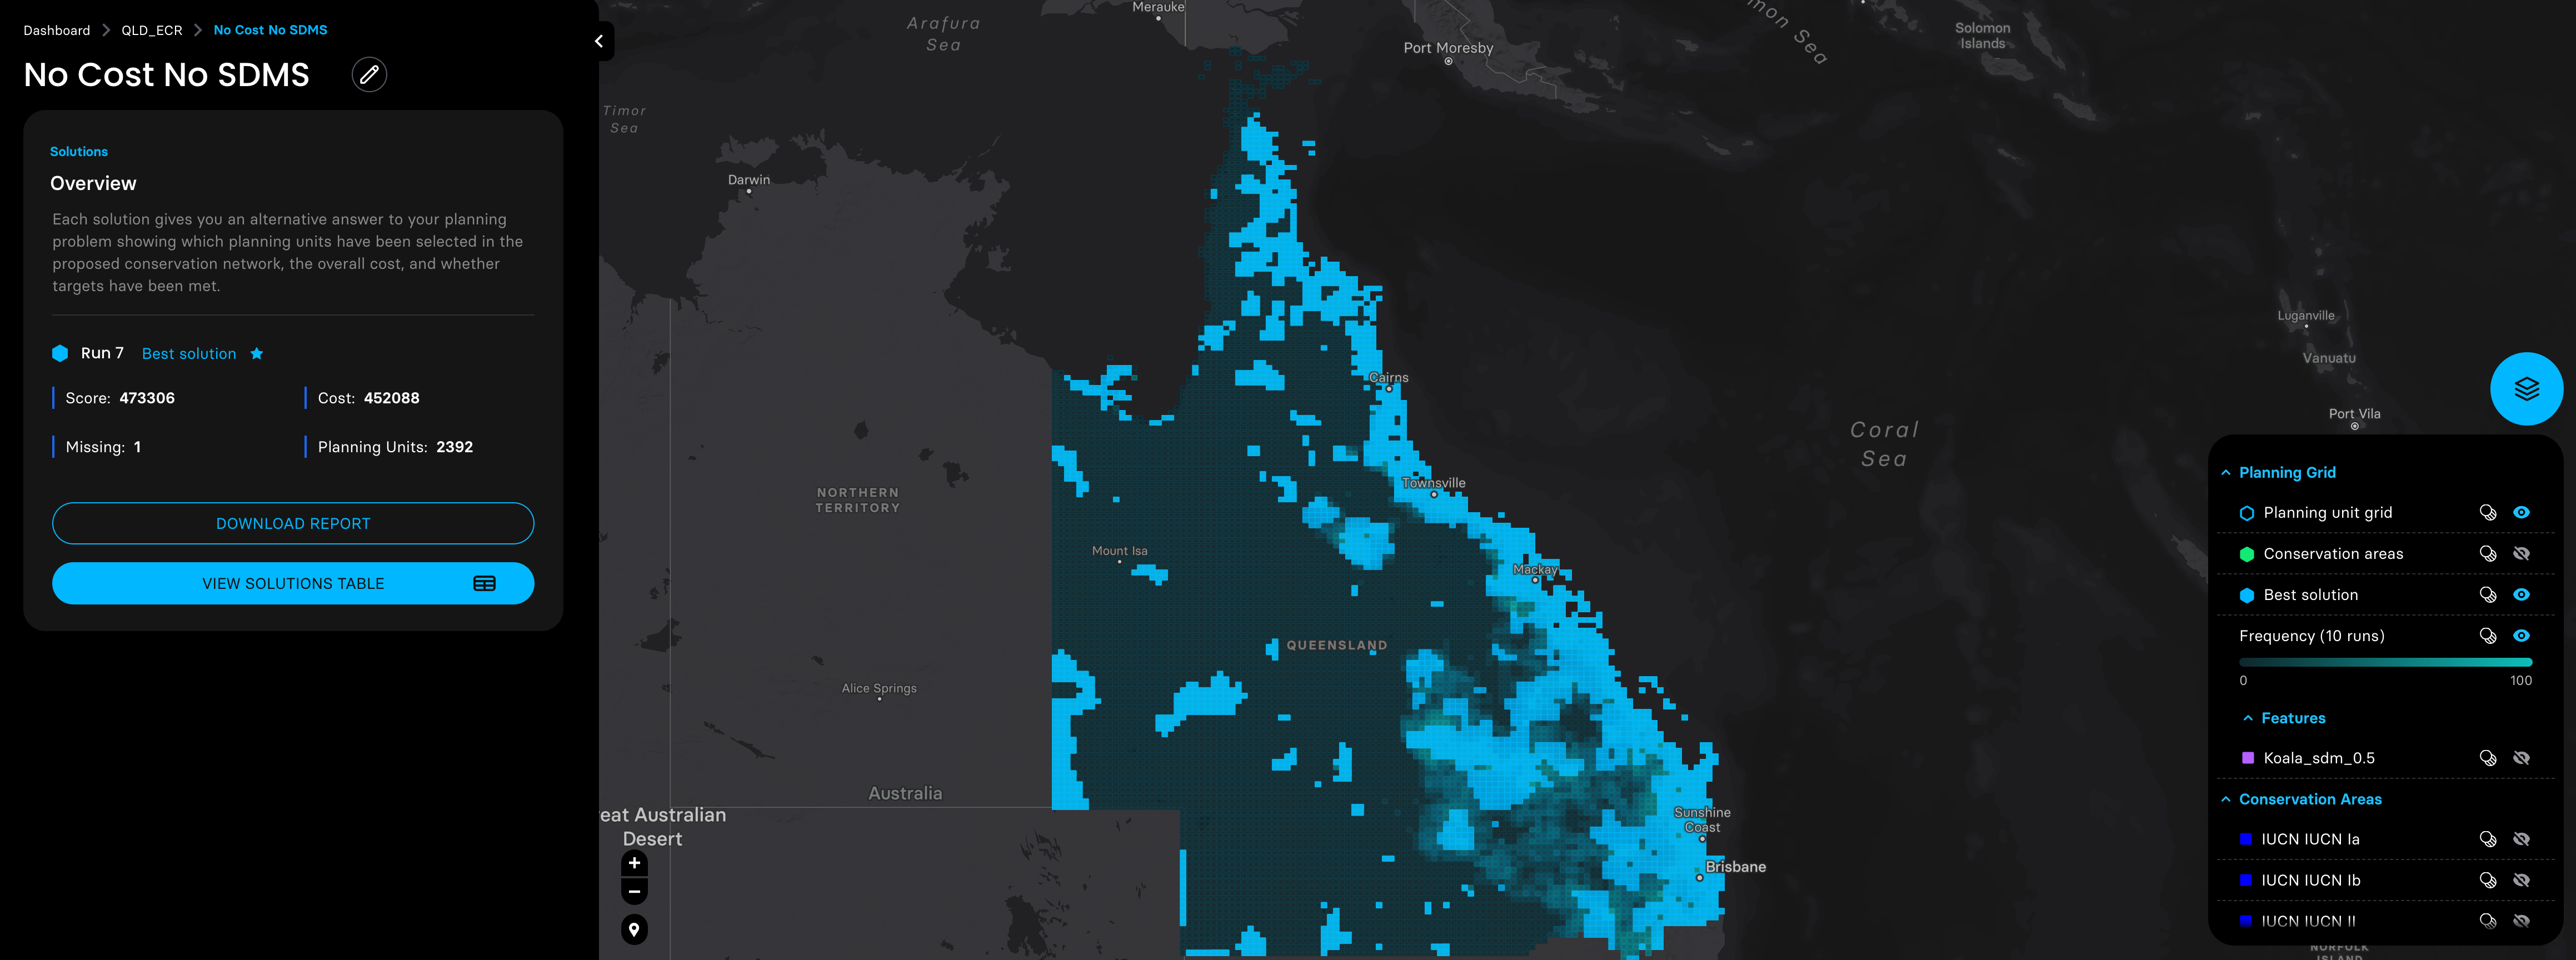 Dashboard > QLD_ECR > No Cost No SDMS
No Cost No SDMS
Solutions
Overview
Each solution gives you an alternative answer to your planning
problem showing which planning units have been selected in the
proposed conservation network, the overall cost, and whether
targets have been met.
Run 7 Best solution
Score: 473306
Cost: 452088
Missing: 1
Planning Units: 2392
DOWNLOAD REPORT
VIEW SOLUTIONS TABLE
Merauke
Arafura
Sea
Port Moresby
mon Sea
Solomon
Islands
Timor
Sea
Darwin
Luganville
Vanuatu
Port Vila
Cairns
Coral
Sea
Townsville
NORTHERN
TERRITORY
Mount Isa
Mackay
QUEENSLAND
Alice Springs
Australia
eat Australian
Desert
Sunshine
Coast
Brisbane
+
−
Planning Grid
Planning unit grid
Conservation areas
Best solution
Frequency (10 runs)
0 100
Features
Koala_sdm_0.5
Conservation Areas
IUCN IUCN Ia
IUCN IUCN Ib
IUCN IUCN II
NORFOLK
ISLAND